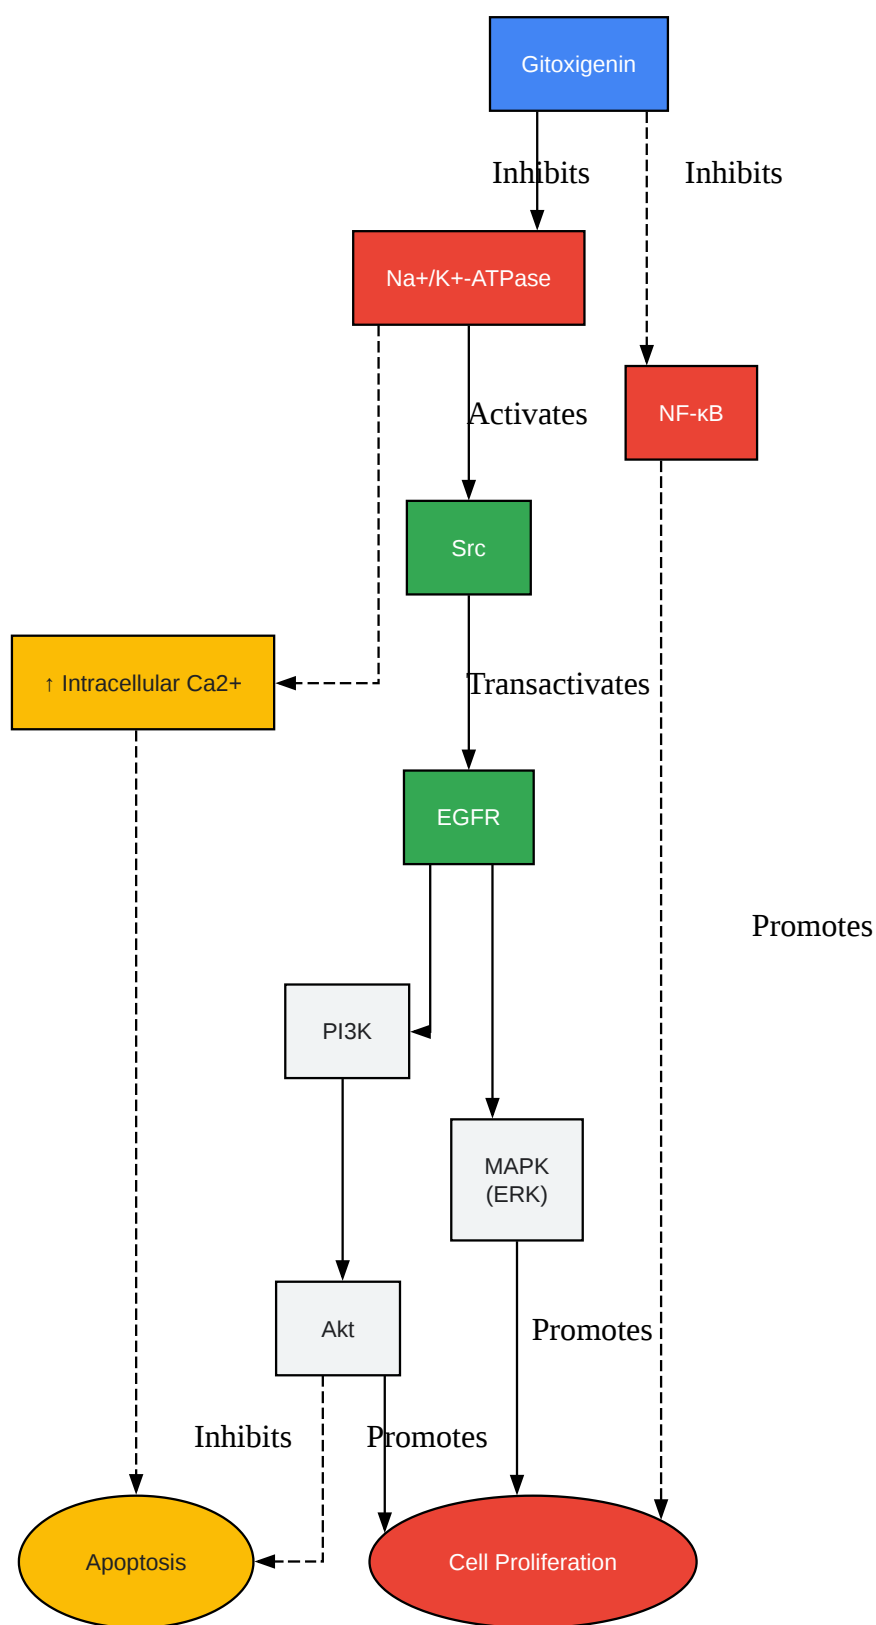 Gitoxigenin
Inhibits
Inhibits
Na+/K+-ATPase
NF-κB
Activates
Src
↑ Intracellular Ca2+
Transactivates
EGFR
Promotes
PI3K
MAPK
(ERK)
Akt
Promotes
Inhibits
Promotes
Apoptosis
Cell Proliferation